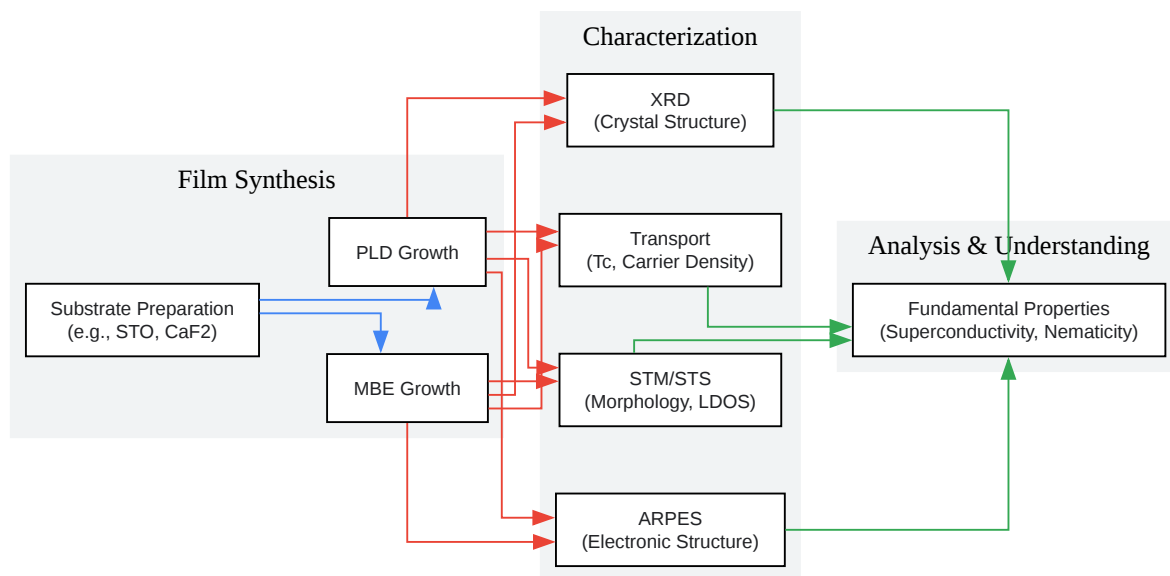 Film Synthesis
Substrate Preparation
(e.g., STO, CaF2)
PLD Growth
MBE Growth
Characterization
XRD
(Crystal Structure)
Transport
(Tc, Carrier Density)
STM/STS
(Morphology, LDOS)
ARPES
(Electronic Structure)
Analysis & Understanding
Fundamental Properties
(Superconductivity, Nematicity)